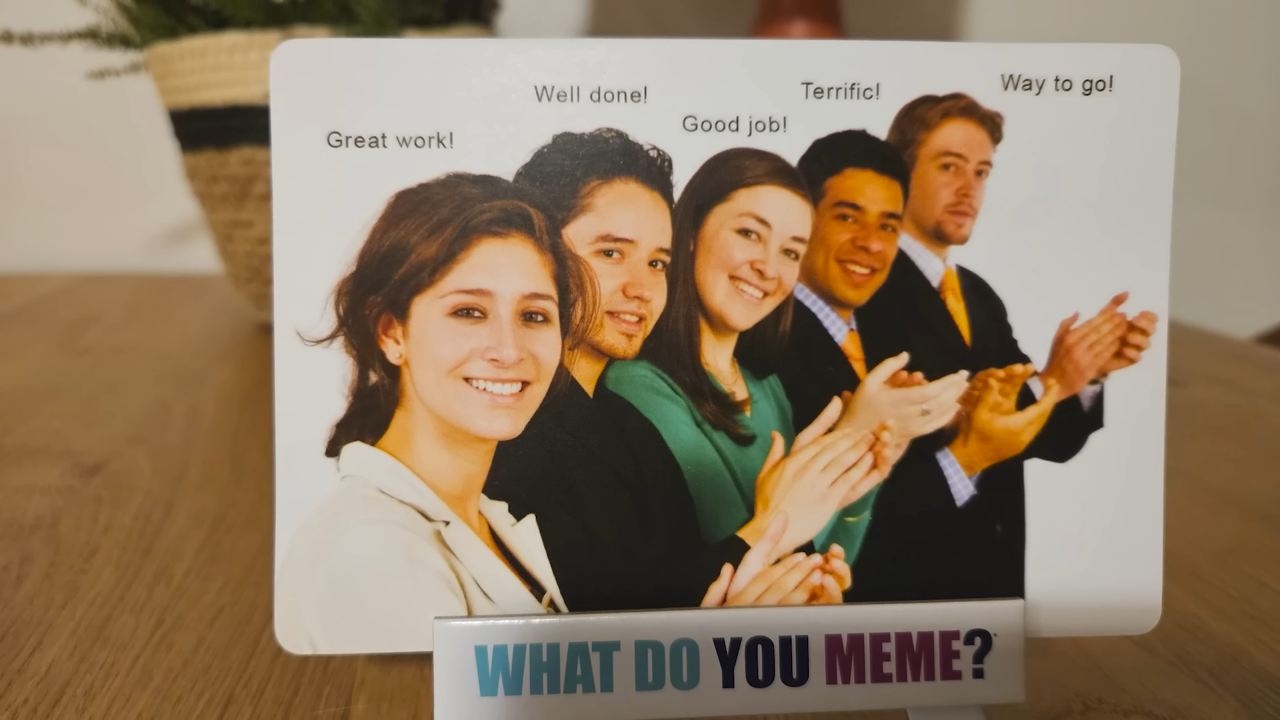 Great work!
Well done!
Good job!
Terrific!
Way to go!
WHAT DO YOU MEME?